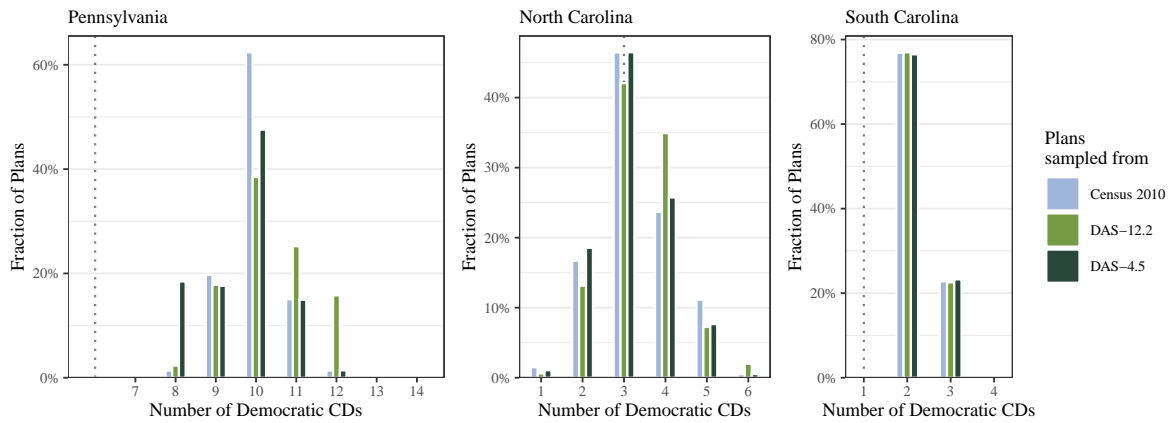 Pennsylvania
Fraction of Plans
60%
40%
20%
0%
7 8 9 10 11 12 13 14
Number of Democratic CDs
North Carolina
Fraction of Plans
40%
30%
20%
10%
0%
1 2 3 4 5 6
Number of Democratic CDs
South Carolina
Fraction of Plans
80%
60%
40%
20%
0%
1 2 3 4
Number of Democratic CDs
Plans
sampled from
Census 2010
DAS−12.2
DAS−4.5